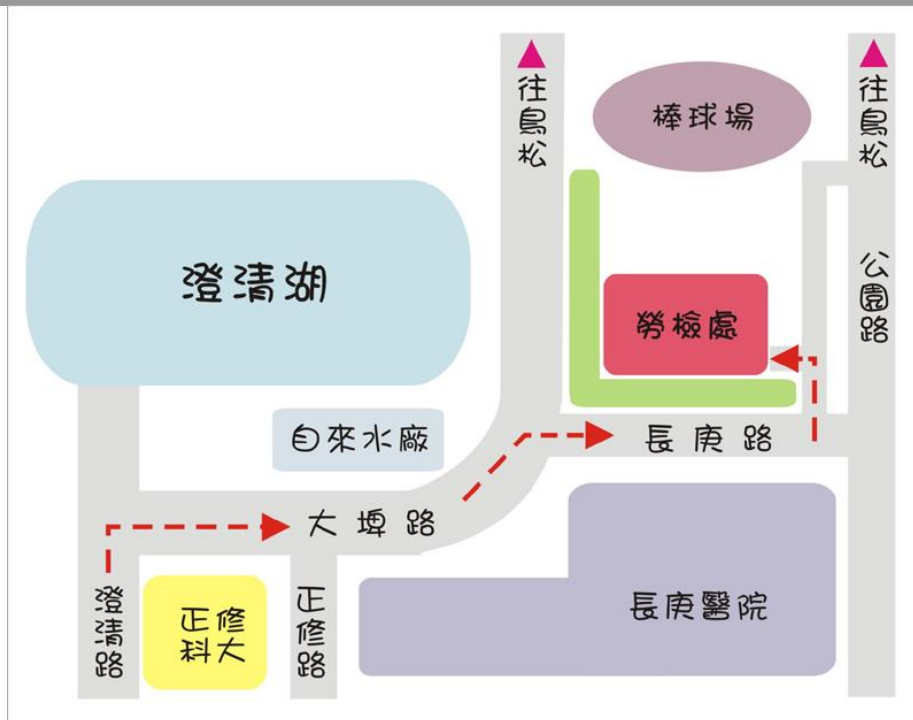 往鳥松
往鳥松
棒球場
澄清湖
公園路
勞檢處
自來水廠
長庚路
大埤路
澄清路
正修
科大
正修路
長庚醫院